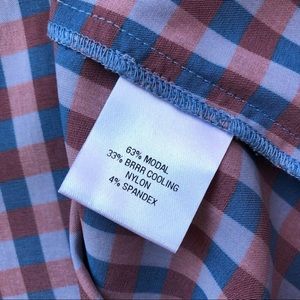 63% MODAL
33% BRRR COOLING
NYLON
4% SPANDEX